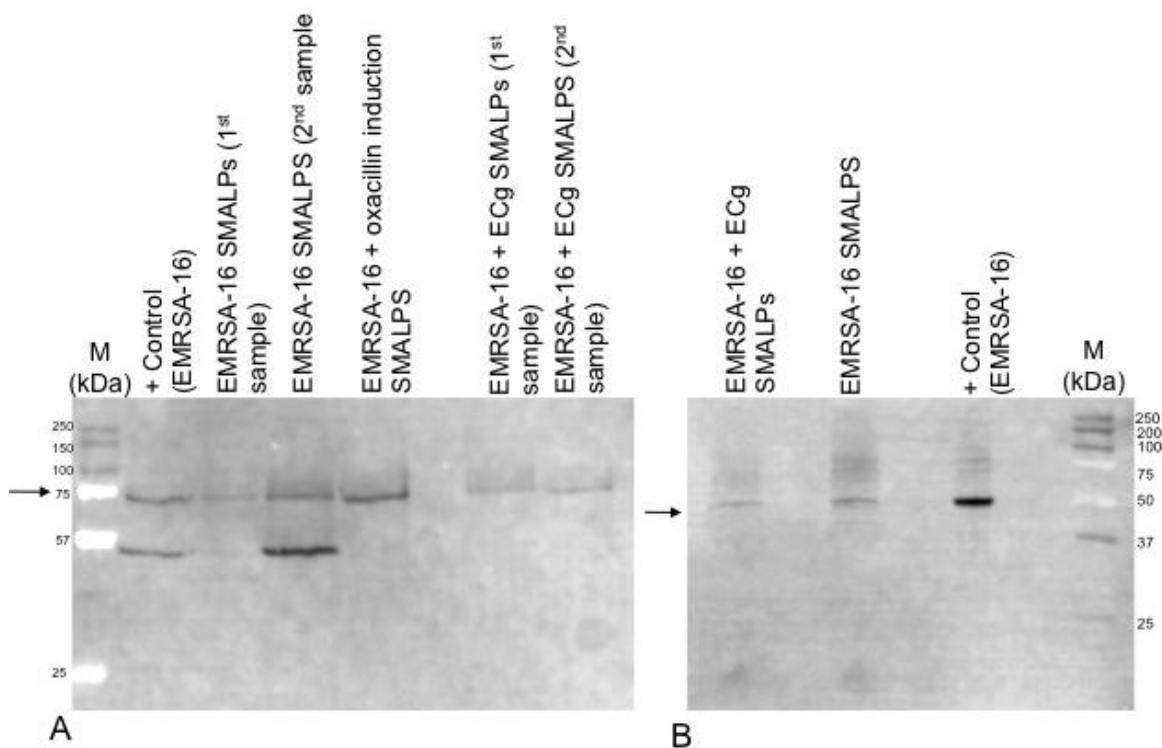 M
(kDa)
+ Control
(EMRSA-16)
EMRSA-16 SMALPs (1st
sample)
EMRSA-16 SMALPS (2nd sample
EMRSA-16 + oxacillin induction
SMALPS
EMRSA-16 + ECg SMALPs (1st
sample)
EMRSA-16 + ECg SMALPS (2nd
sample)
250
150
100
75
57
25
A
EMRSA-16 + ECg
SMALPs
EMRSA-16 SMALPS
+ Control
(EMRSA-16)
M
(kDa)
250
200
100
75
50
37
25
B